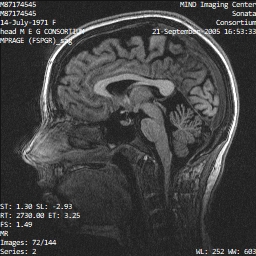 M87174545
M87174545
14-July-1971 F
head M E G CONSORTIUM
MPRAGE (FSPGR)
MIND Imaging Center
Sonata
Consortium
21-September-2005 16:53:33
ST: 1.30 SL: -2.93
RT: 2730.00 ET: 3.25
FS: 1.49
MR
Images: 72/144
Series: 2
WL: 252 WW: 603